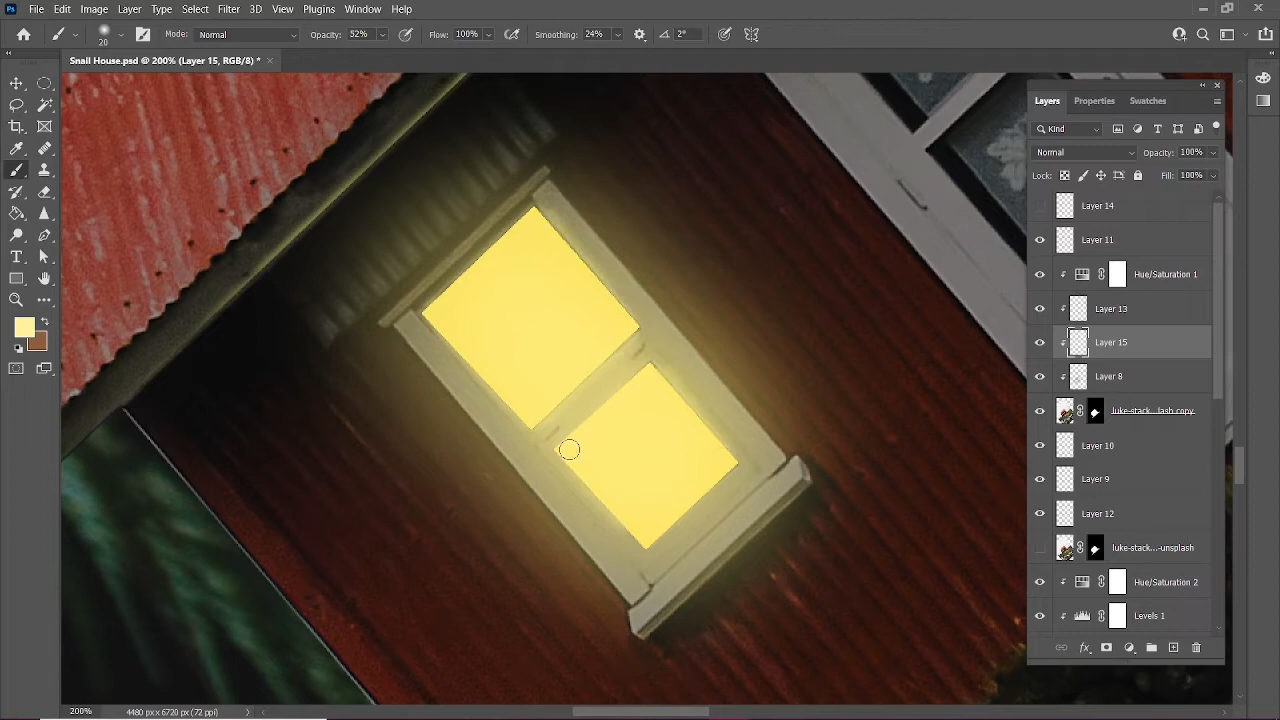 Ps File Edit Image Layer Type Select Filter 3D View Plugins Window Help
20 Mode: Normal Opacity: 52% Flow: 100% Smoothing: 24% 2°
Snail House.psd @ 200% (Layer 15, RGB/8) *
Layers Properties Swatches
Kind
Normal Opacity: 100%
Lock: Fill: 100%
Layer 14
Layer 11
Hue/Saturation 1
Layer 13
Layer 15
Layer 8
luke-stack...lash copy
Layer 10
Layer 9
Layer 12
luke-stack...-unsplash
Hue/Saturation 2
Levels 1
200% 4480 px x 6720 px (72 ppi)